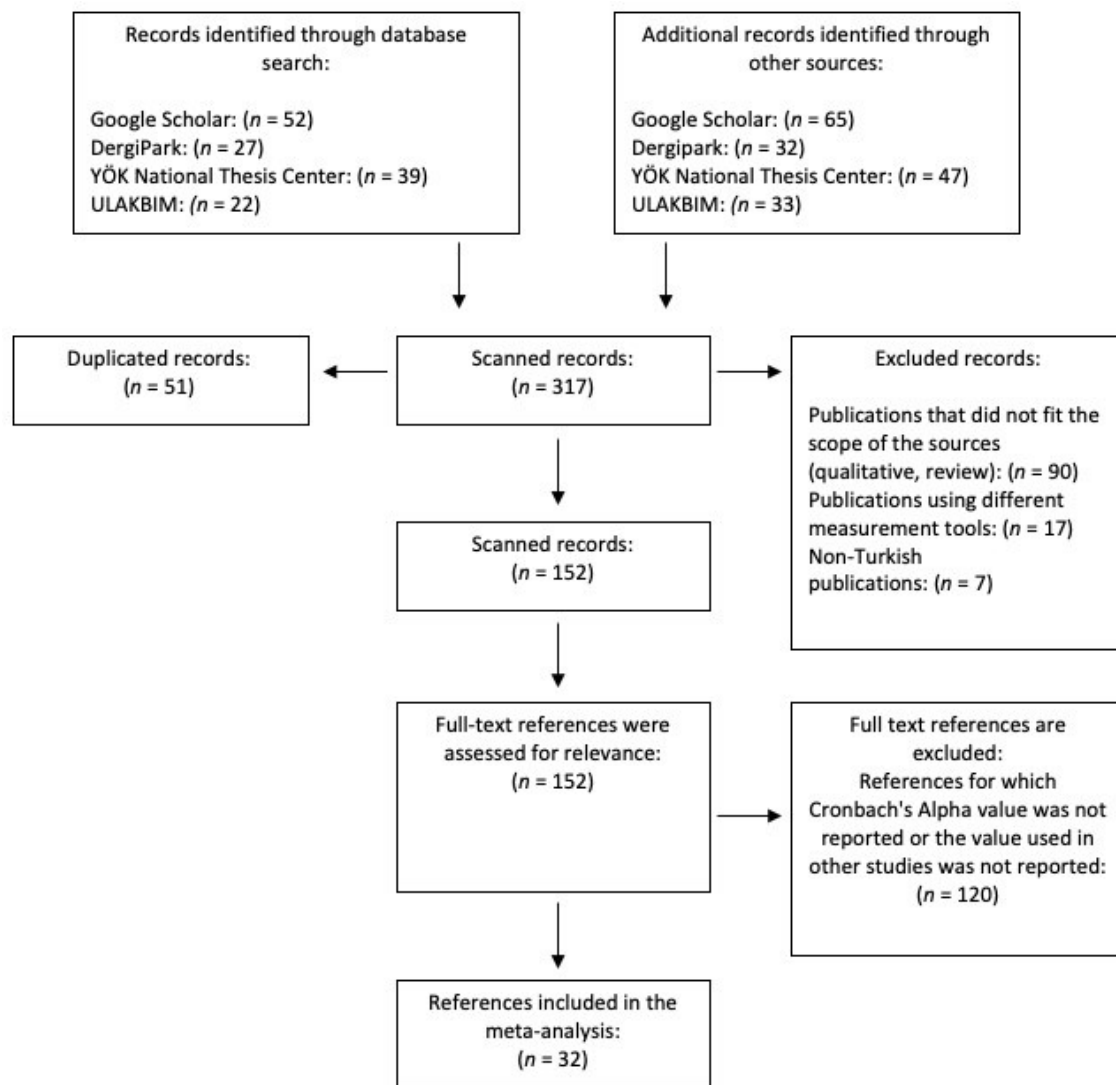 Records identified through database
search:
Google Scholar: (n = 52)
DergiPark: (n = 27)
YÖK National Thesis Center: (n = 39)
ULAKBIM: (n = 22)
Additional records identified through
other sources:
Google Scholar: (n = 65)
Dergipark: (n = 32)
YÖK National Thesis Center: (n = 47)
ULAKBIM: (n = 33)
Duplicated records:
(n = 51)
Scanned records:
(n = 317)
Excluded records:
Publications that did not fit the
scope of the sources
(qualitative, review): (n = 90)
Publications using different
measurement tools: (n = 17)
Non-Turkish
publications: (n = 7)
Scanned records:
(n = 152)
Full-text references were
assessed for relevance:
(n = 152)
Full text references are
excluded:
References for which
Cronbach's Alpha value was not
reported or the value used in
other studies was not reported:
(n = 120)
References included in the
meta-analysis:
(n = 32)